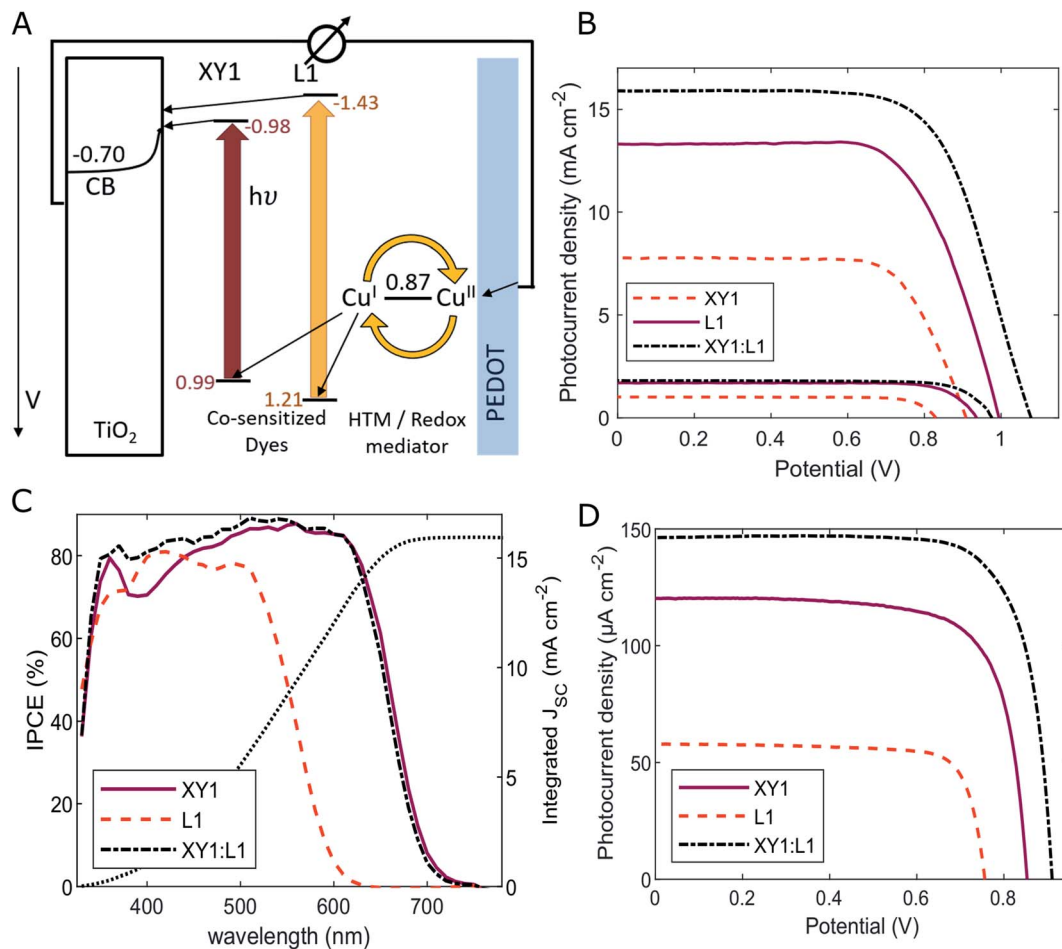 A
XY1
L1
-1.43
-0.98
-0.70
CB
hυ
0.87
Cuᴵ
Cuᴵᴵ
PEDOT
0.99
1.21
V
TiO₂
Co-sensitized
Dyes
HTM / Redox
mediator
B
Photocurrent density (mA cm⁻²)
15
10
5
0
XY1
L1
XY1:L1
0 0.2 0.4 0.6 0.8 1
Potential (V)
C
IPCE (%)
80
60
40
20
0
XY1
L1
XY1:L1
400 500 600 700
wavelength (nm)
15
10
5
0
Integrated J_SC (mA cm⁻²)
D
Photocurrent density (μA cm⁻²)
150
100
50
0
XY1
L1
XY1:L1
0 0.2 0.4 0.6 0.8
Potential (V)